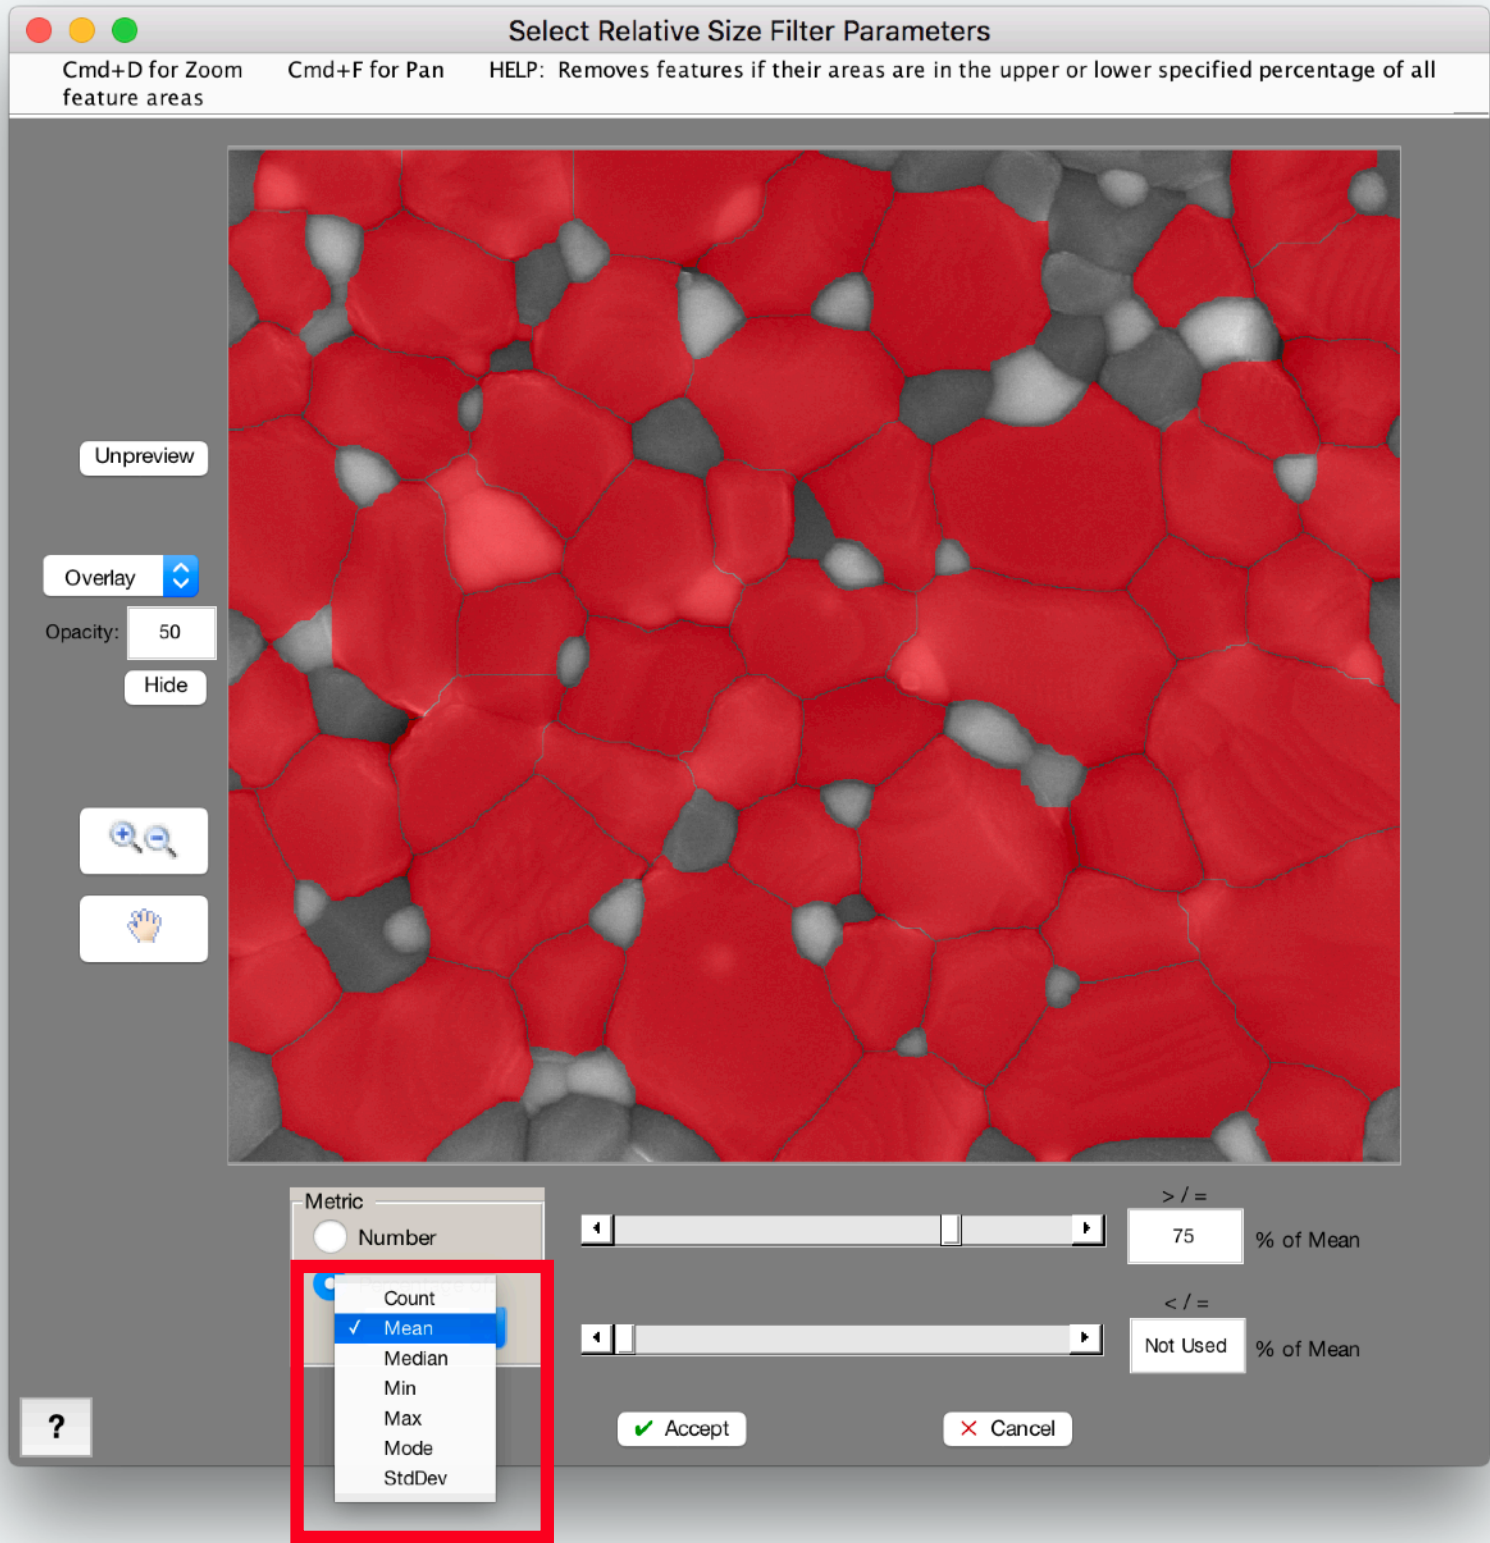 Select Relative Size Filter Parameters
Cmd+D for Zoom Cmd+F for Pan HELP: Removes features if their areas are in the upper or lower specified percentage of all
feature areas
Unpreview
Overlay
Opacity: 50
Hide
Metric
Number
> / =
75 % of Mean
Count
✓ Mean
Median
Min
Max
Mode
StdDev
< / =
Not Used % of Mean
?
Accept
Cancel